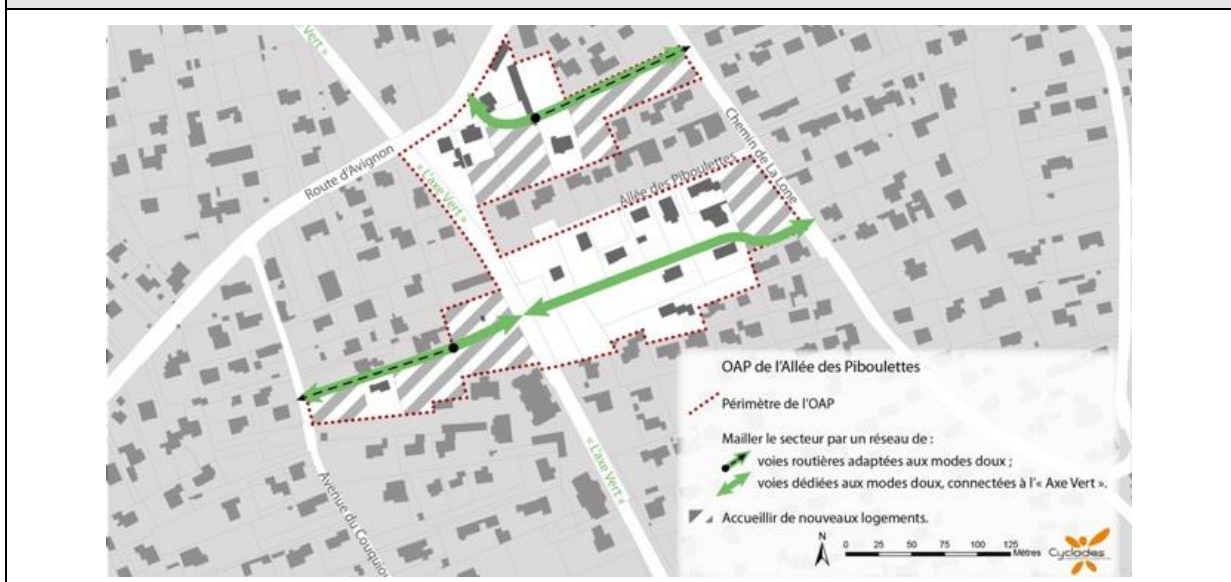 Vert »
Route d'Avignon
« L'axe Vert »
Chemin de La Lone
Allée des Piboulettes
« L'axe Vert »
Avenue du Couquiou
OAP de l'Allée des Piboulettes
Périmètre de l'OAP
Mailler le secteur par un réseau de :
voies routières adaptées aux modes doux ;
voies dédiées aux modes doux, connectées à l'« Axe Vert ».
Accueillir de nouveaux logements.
N
0 25 50 75 100 125 Mètres
Cyclades